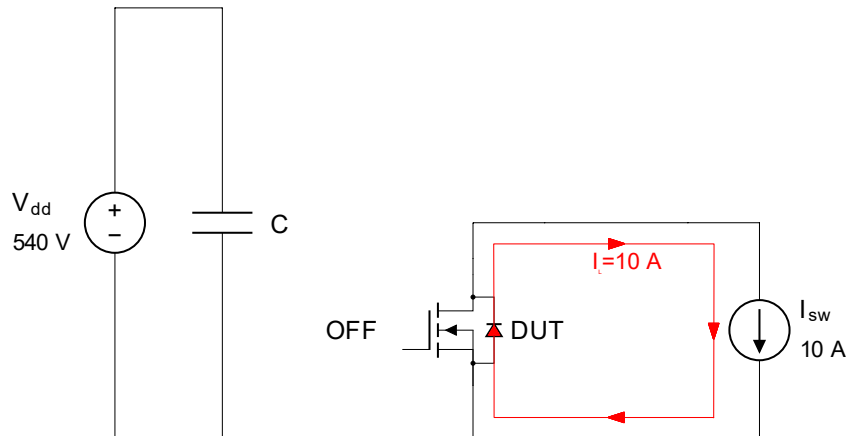 V_dd
540 V
+
−
C
OFF
DUT
I_L=10 A
I_sw
10 A